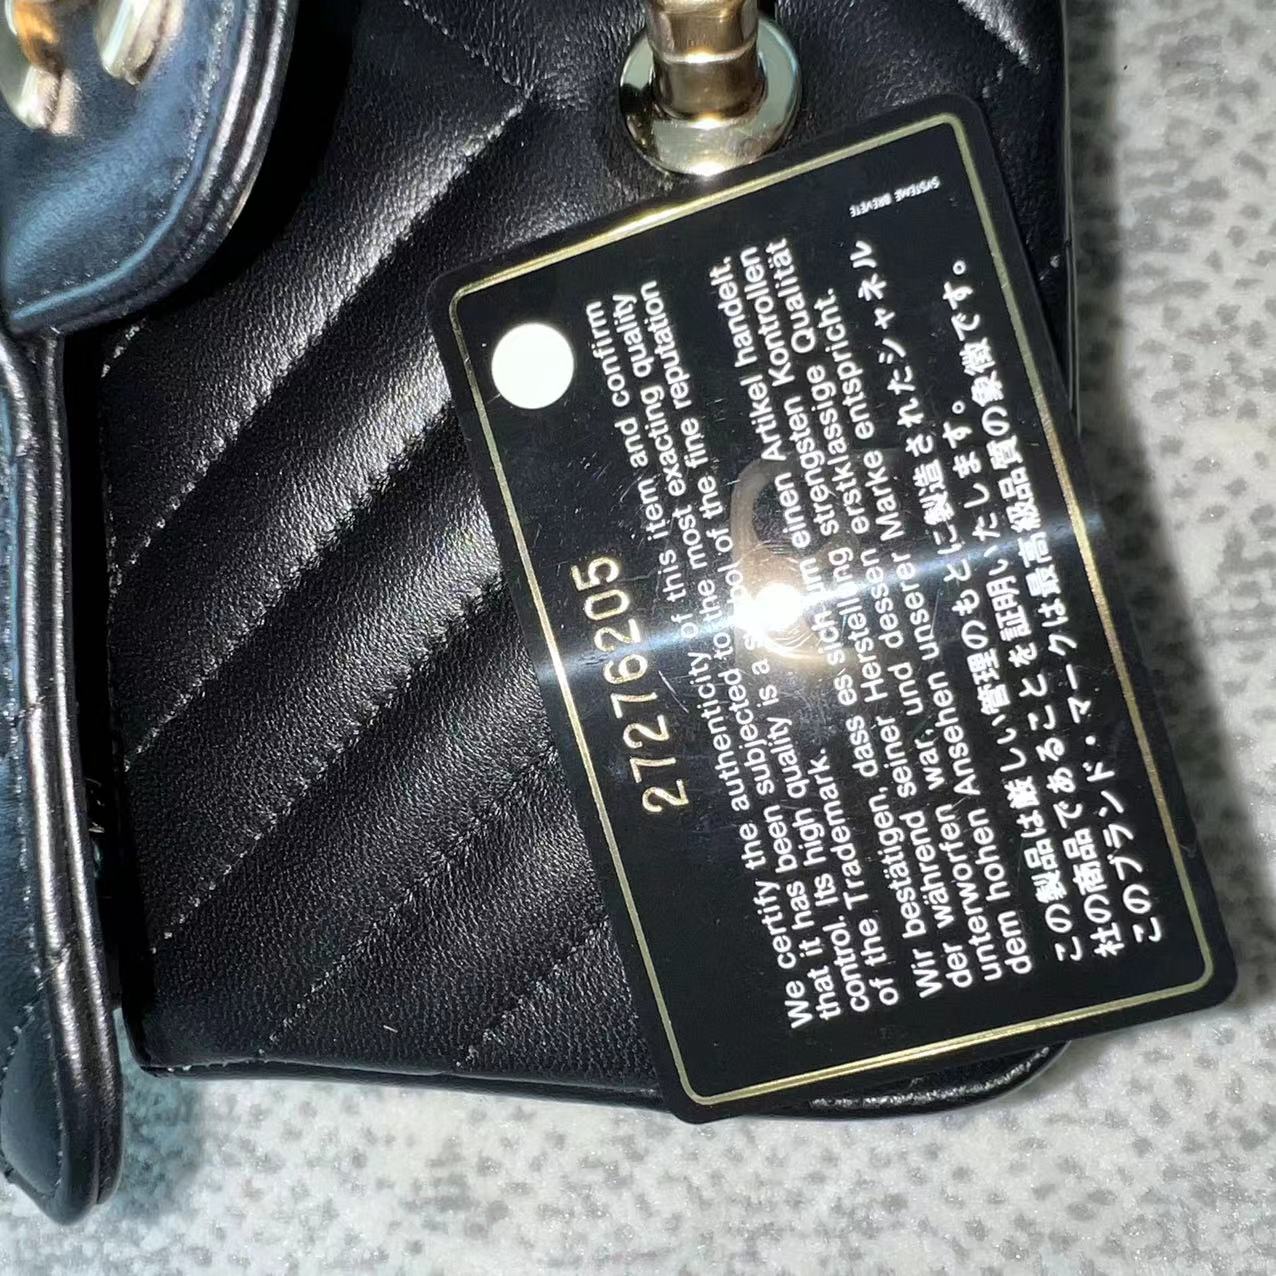 27276205
We certify the authenticity of this item and confirm
that it has been subjected to the most exacting quality
control. Its high quality is a symbol of the fine reputation
of the Trademark.
Wir bestätigen, dass es sich um einen Artikel handelt.
der während seiner Herstellung strengsten Kontrollen
unterworfen war, und dessen erstklassige Qualität
dem hohen Ansehen unserer Marke entspricht.
この製品は厳しい管理のもとに製造されたシャネル
社の商品であることを証明いたします。
このブランド・マークは最高級品質の象徴です。
SYSTEME BREVETE